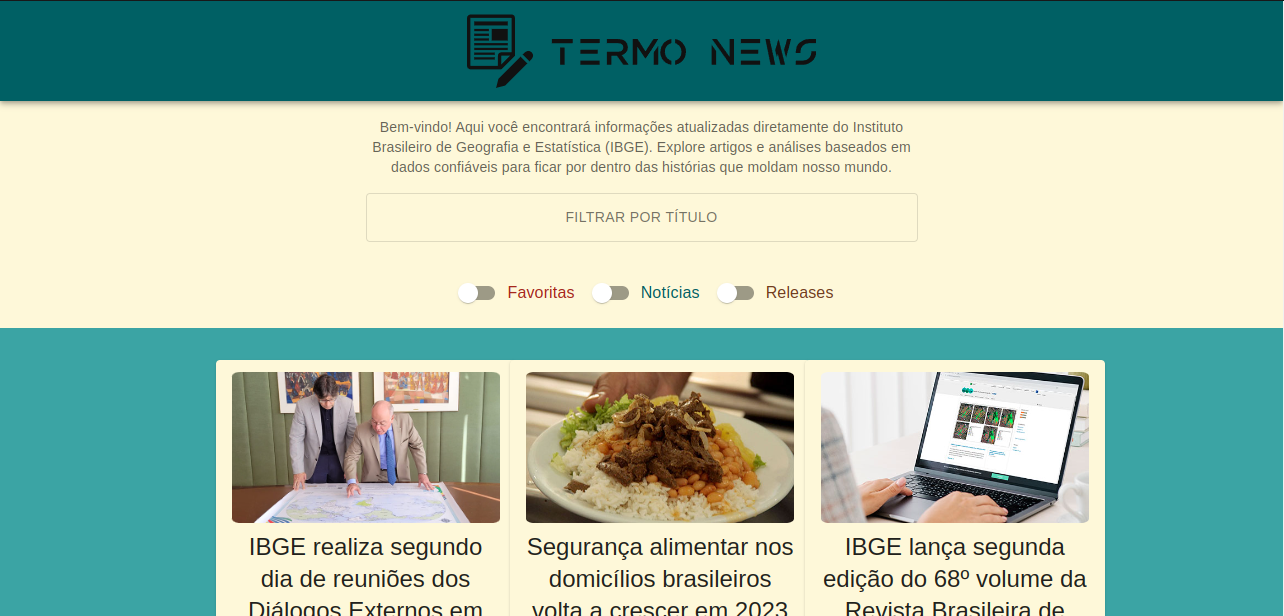 TERMO NEWS
Bem-vindo! Aqui você encontrará informações atualizadas diretamente do Instituto
Brasileiro de Geografia e Estatística (IBGE). Explore artigos e análises baseados em
dados confiáveis para ficar por dentro das histórias que moldam nosso mundo.
FILTRAR POR TÍTULO
Favoritas Notícias Releases
IBGE realiza segundo
dia de reuniões dos
Diálogos Externos em
Segurança alimentar nos
domicílios brasileiros
volta a crescer em 2023
IBGE lança segunda
edição do 68º volume da
Revista Brasileira de